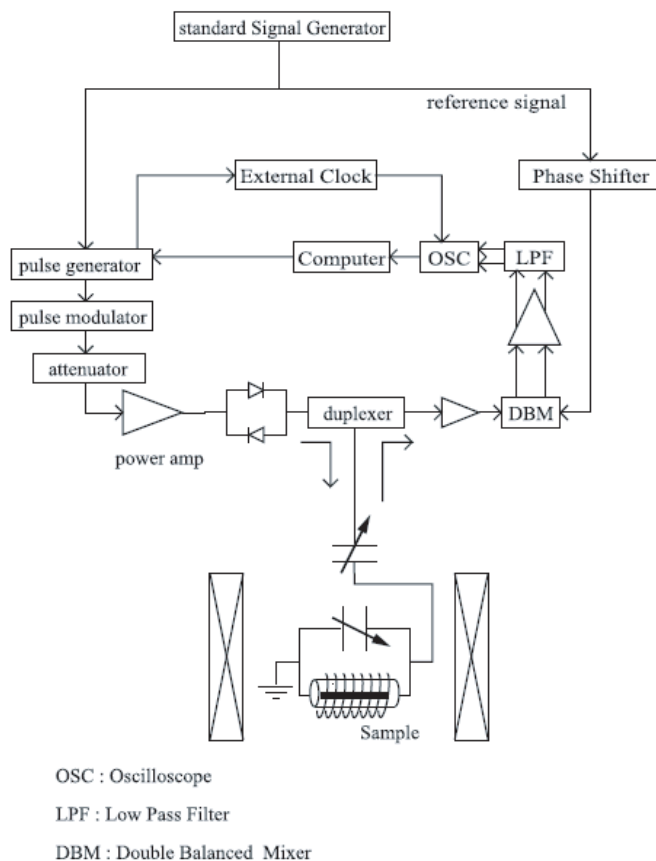 standard Signal Generator
reference signal
External Clock
Phase Shifter
pulse generator
Computer
OSC
LPF
pulse modulator
attenuator
duplexer
DBM
power amp
Sample
OSC : Oscilloscope
LPF : Low Pass Filter
DBM : Double Balanced Mixer